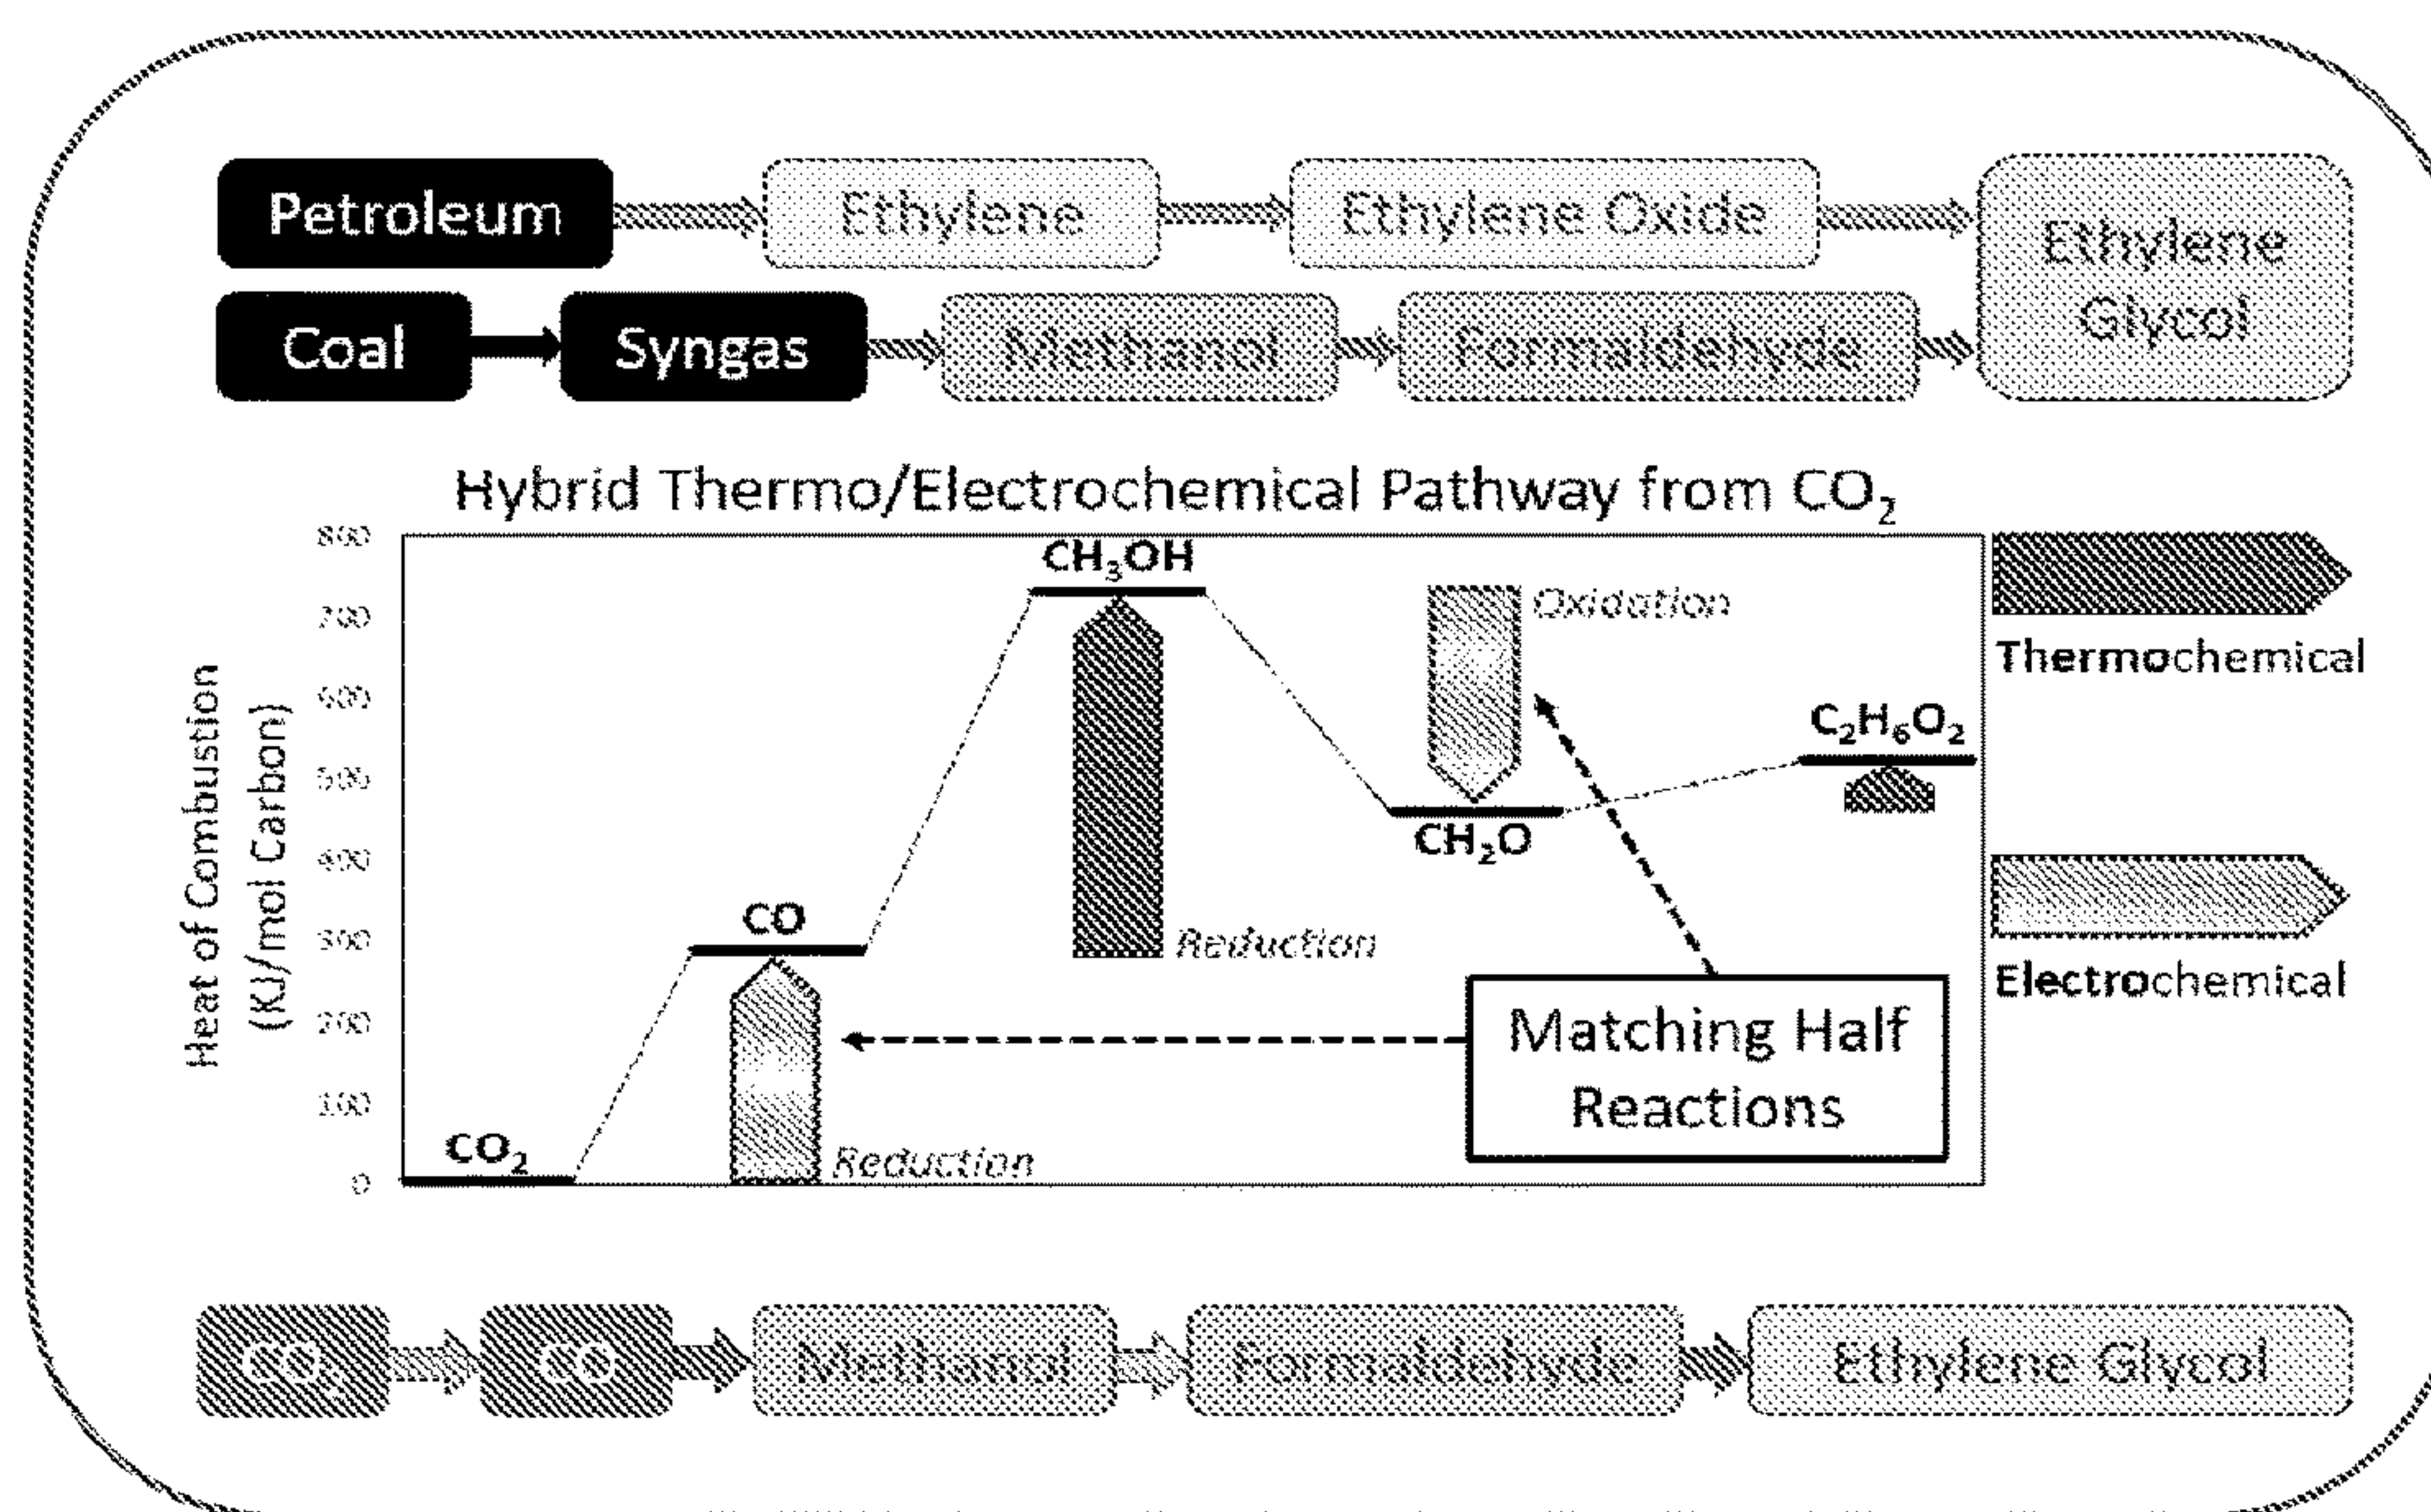 Petroleum
Ethylene
Ethylene Oxide
Ethylene
Glycol
Coal
Syngas
Methanol
Formaldehyde
Hybrid Thermo/Electrochemical Pathway from CO₂
Heat of Combustion
(KJ/mol Carbon)
800
700
600
500
400
300
200
100
0
CO₂
CO
CH₃OH
CH₂O
C₂H₆O₂
Reduction
Reduction
Oxidation
Matching Half
Reactions
Thermochemical
Electrochemical
CO₂
CO
Methanol
Formaldehyde
Ethylene Glycol